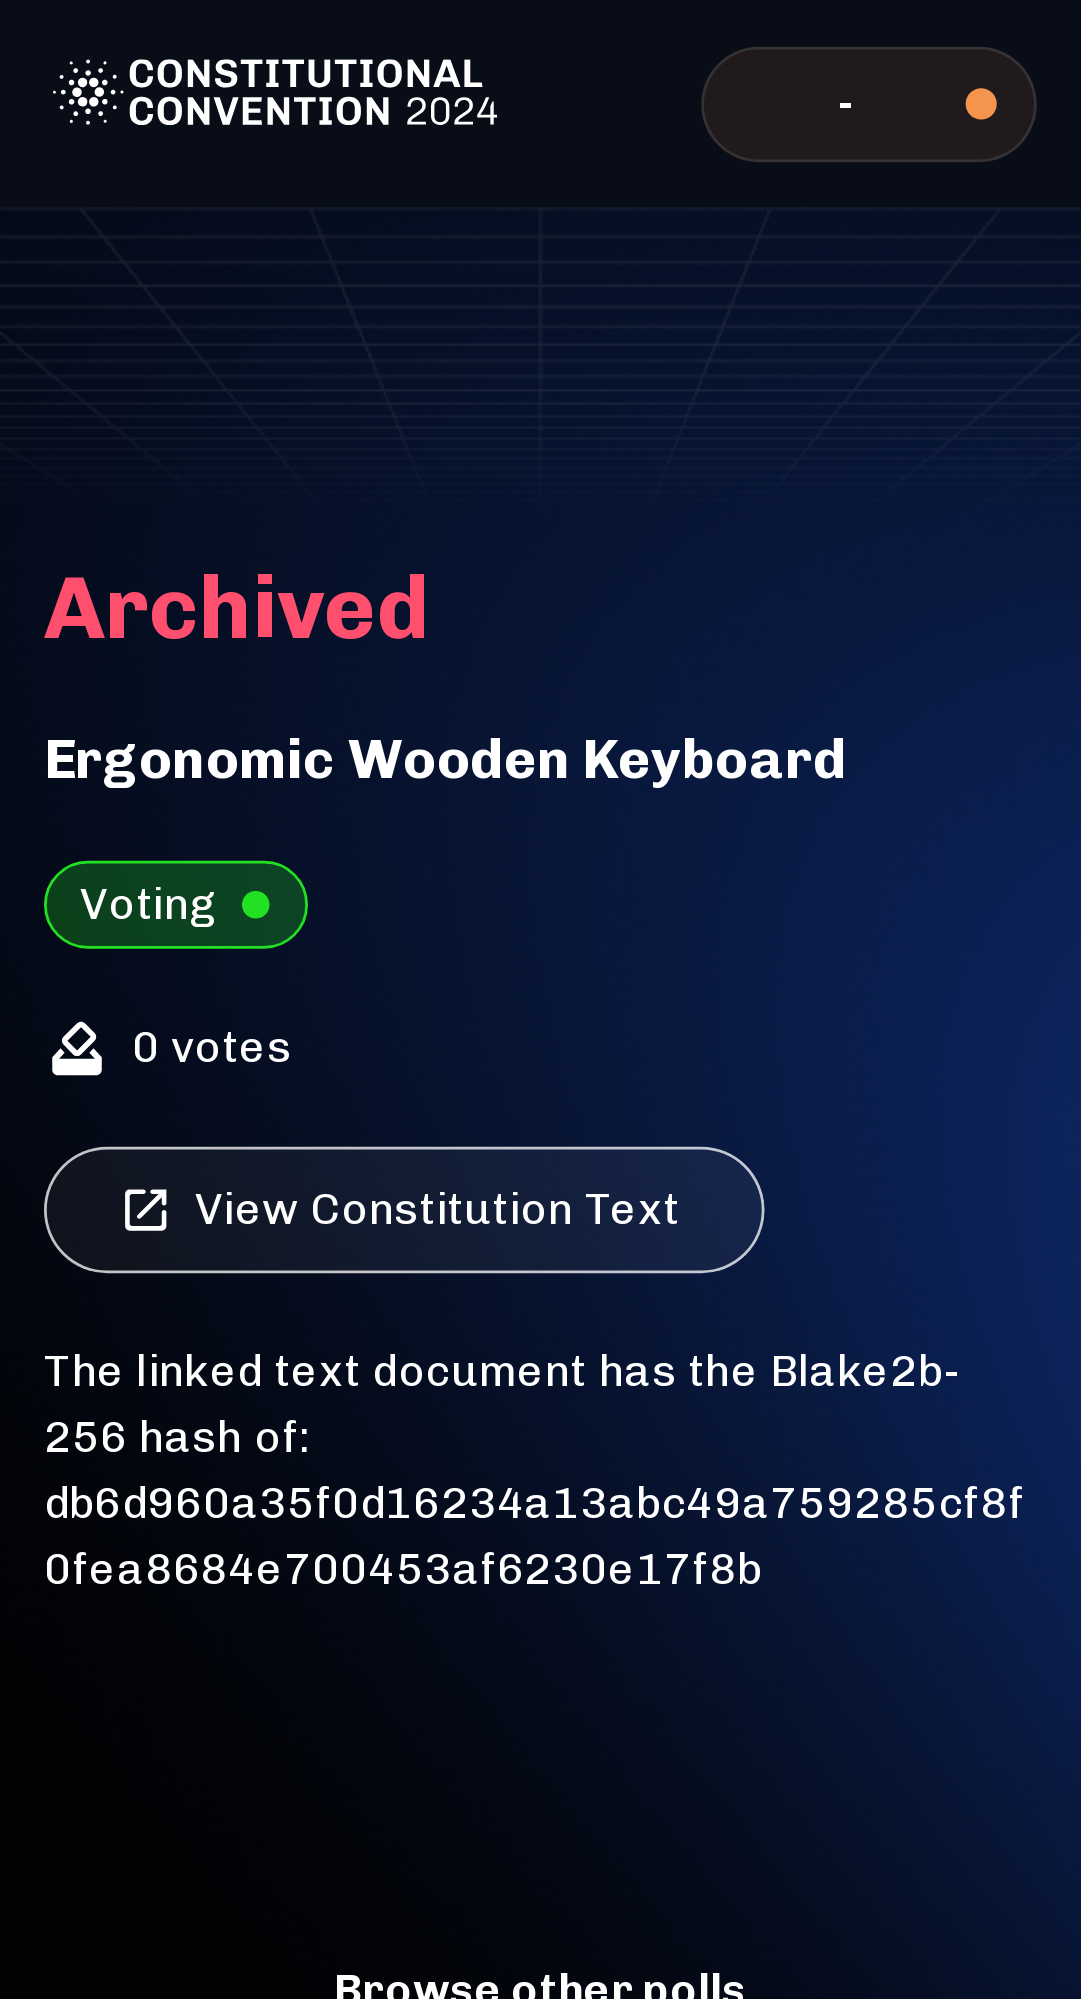 CONSTITUTIONAL
CONVENTION 2024
-
Archived
Ergonomic Wooden Keyboard
Voting
0 votes
View Constitution Text
The linked text document has the Blake2b-
256 hash of:
db6d960a35f0d16234a13abc49a759285cf8f
0fea8684e700453af6230e17f8b
Browse other polls